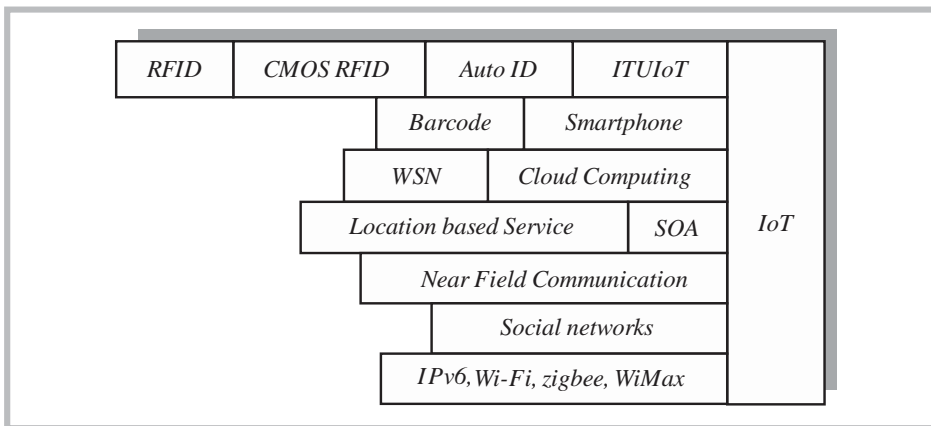 RFID CMOS RFID Auto ID ITUIoT
Barcode Smartphone
WSN Cloud Computing
Location based Service SOA IoT
Near Field Communication
Social networks
IPv6, Wi-Fi, zigbee, WiMax